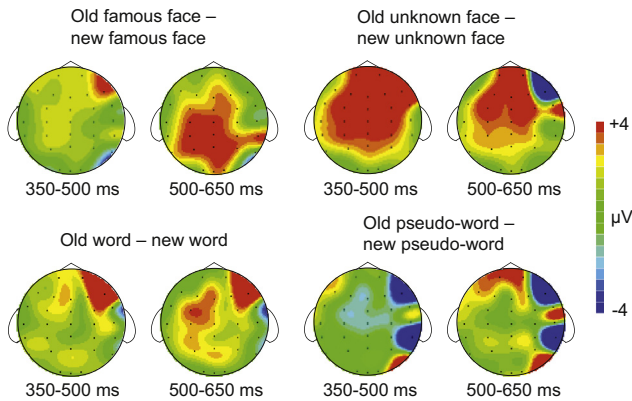 Old famous face –
new famous face
Old unknown face –
new unknown face
350-500 ms
500-650 ms
350-500 ms
500-650 ms
+4
µV
-4
Old word – new word
Old pseudo-word –
new pseudo-word
350-500 ms
500-650 ms
350-500 ms
500-650 ms